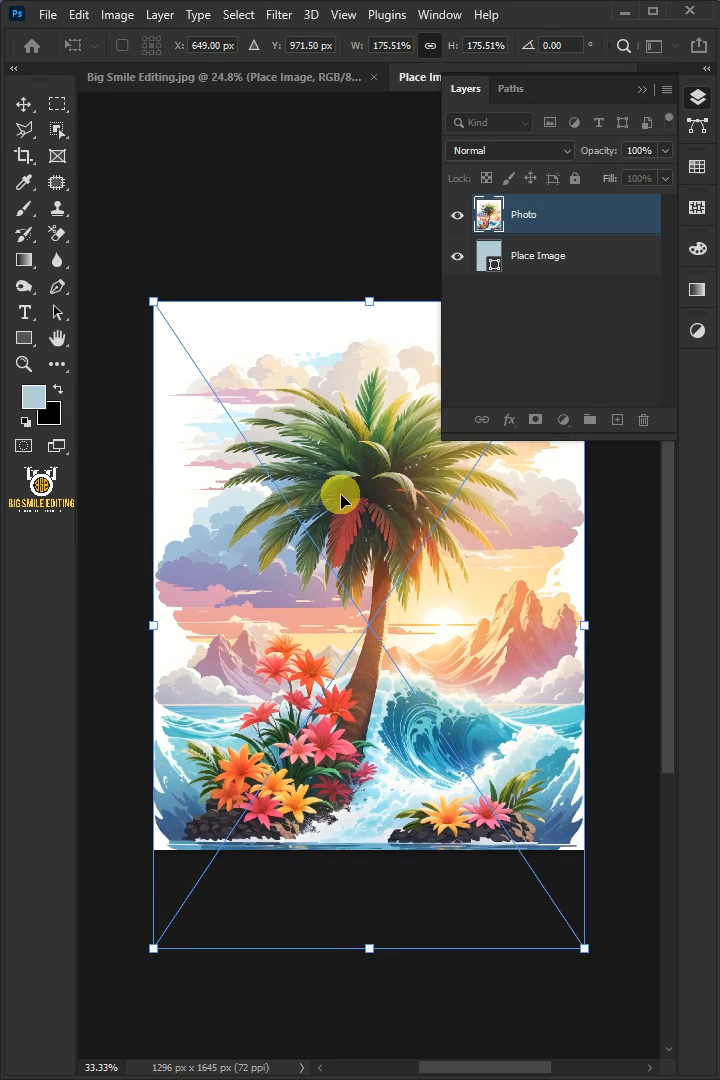 Ps File Edit Image Layer Type Select Filter 3D View Plugins Window Help
X: 649.00 px Y: 971.50 px W: 175.51% H: 175.51% 0.00 °
Big Smile Editing.jpg @ 24.8% (Place Image, RGB/8... × Place Im
Layers Paths
Kind
Normal Opacity: 100%
Lock: Fill: 100%
Photo
Place Image
BIG SMILE EDITING
33.33% 1296 px x 1645 px (72 ppi)